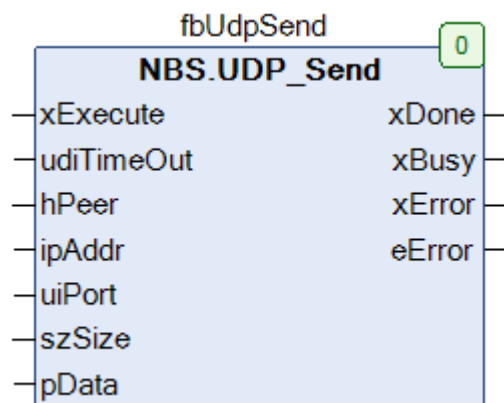 fbUdpSend
0
NBS.UDP_Send
xExecute xDone
udiTimeOut xBusy
hPeer xError
ipAddr eError
uiPort
szSize
pData